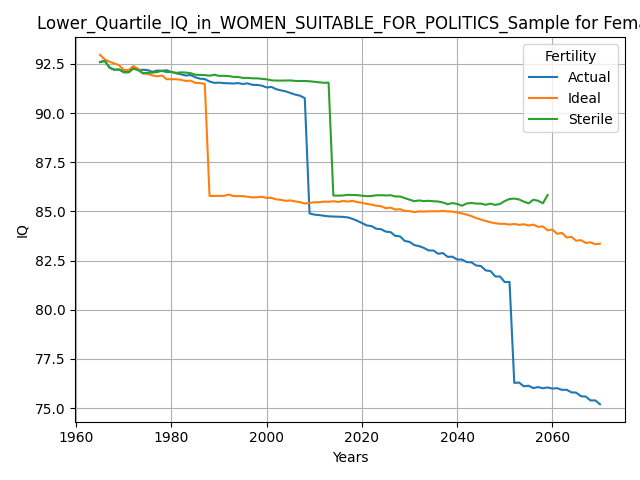 Lower_Quartile_IQ_in_WOMEN_SUITABLE_FOR_POLITICS_Sample for Fema
Fertility
Actual
Ideal
Sterile
92.5
90.0
87.5
85.0
82.5
80.0
77.5
75.0
IQ
1960 1980 2000 2020 2040 2060
Years